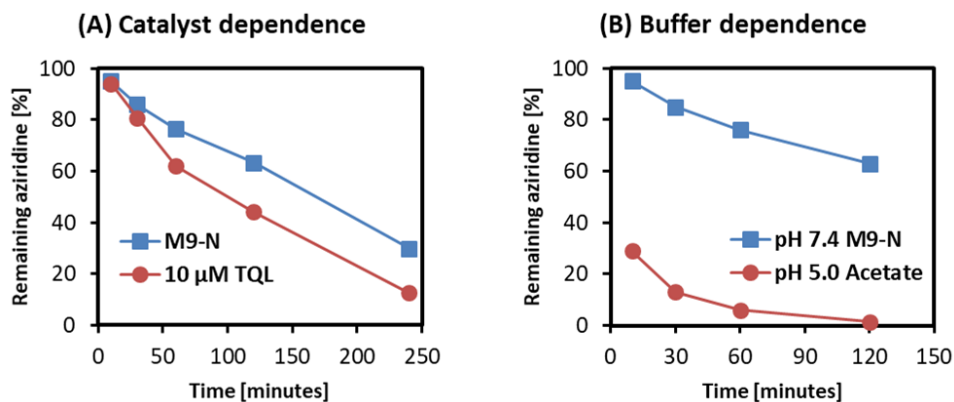 (A) Catalyst dependence
Remaining aziridine [%]
100
80
60
40
20
0
M9-N
10 µM TQL
0 50 100 150 200 250
Time [minutes]
(B) Buffer dependence
Remaining aziridine [%]
100
80
60
40
20
0
pH 7.4 M9-N
pH 5.0 Acetate
0 30 60 90 120 150
Time [minutes]